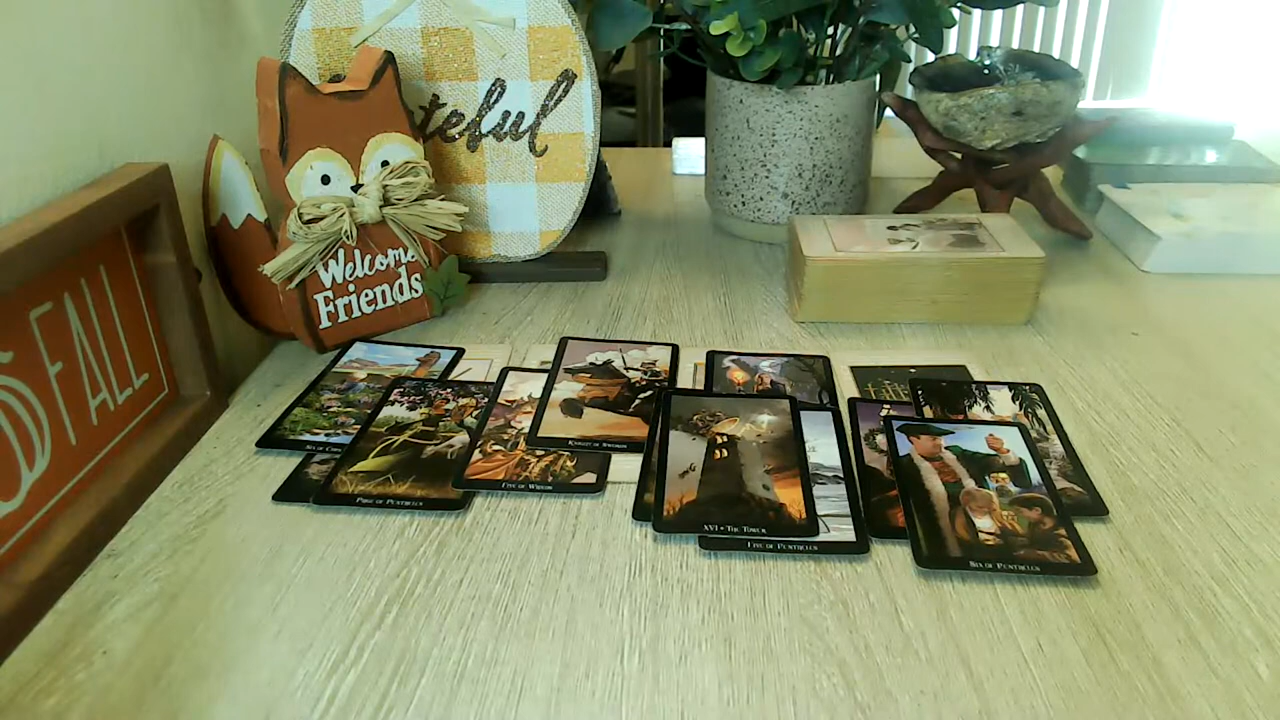 teful
Welcome
Friends
FALL
Knight of Swords
Page of Pentacles
Five of Wands
XVI • The Tower
Five of Pentacles
Six of Pentacles